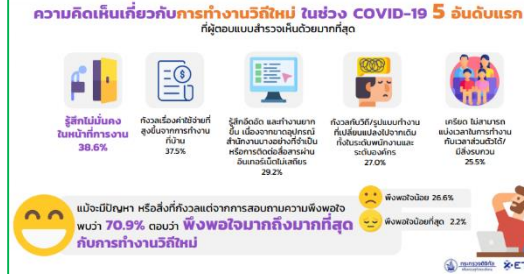 ความคิดเห็นเกี่ยวกับการทำงานวิถีใหม่ ในช่วง COVID-19 5 อันดับแรก
ที่ผู้ตอบแบบสำรวจเห็นด้วยมากที่สุด
รู้สึกไม่มั่นคง
ในหน้าที่การงาน
38.6%
กังวลเรื่องค่าใช้จ่ายที่
สูงขึ้นจากการทำงาน
ที่บ้าน
37.5%
รู้สึกอึดอัด และทำงานยาก
ขึ้น เนื่องจากขาดอุปกรณ์
สำนักงานบางอย่างที่จำเป็น
หรือการติดต่อสื่อสารผ่าน
อินเทอร์เน็ตไม่เสถียร
29.2%
กังวลกับวิถี/รูปแบบทำงาน
ที่เปลี่ยนแปลงไปจากเดิม
ทั้งในระดับพนักงานและ
ระดับองค์กร
27.0%
เครียด ไม่สามารถ
แบ่งเวลาในการทำงาน
กับเวลาส่วนตัวได้/
มีสิ่งรบกวน
25.5%
แม้จะมีปัญหา หรือสิ่งที่กังวลแต่จากการสอบถามความพึงพอใจ
พบว่า 70.9% ตอบว่า พึงพอใจมากถึงมากที่สุด
กับการทำงานวิถีใหม่
พึงพอใจน้อย 26.6%
พึงพอใจน้อยที่สุด 2.2%
กระทรวงดิจิทัล